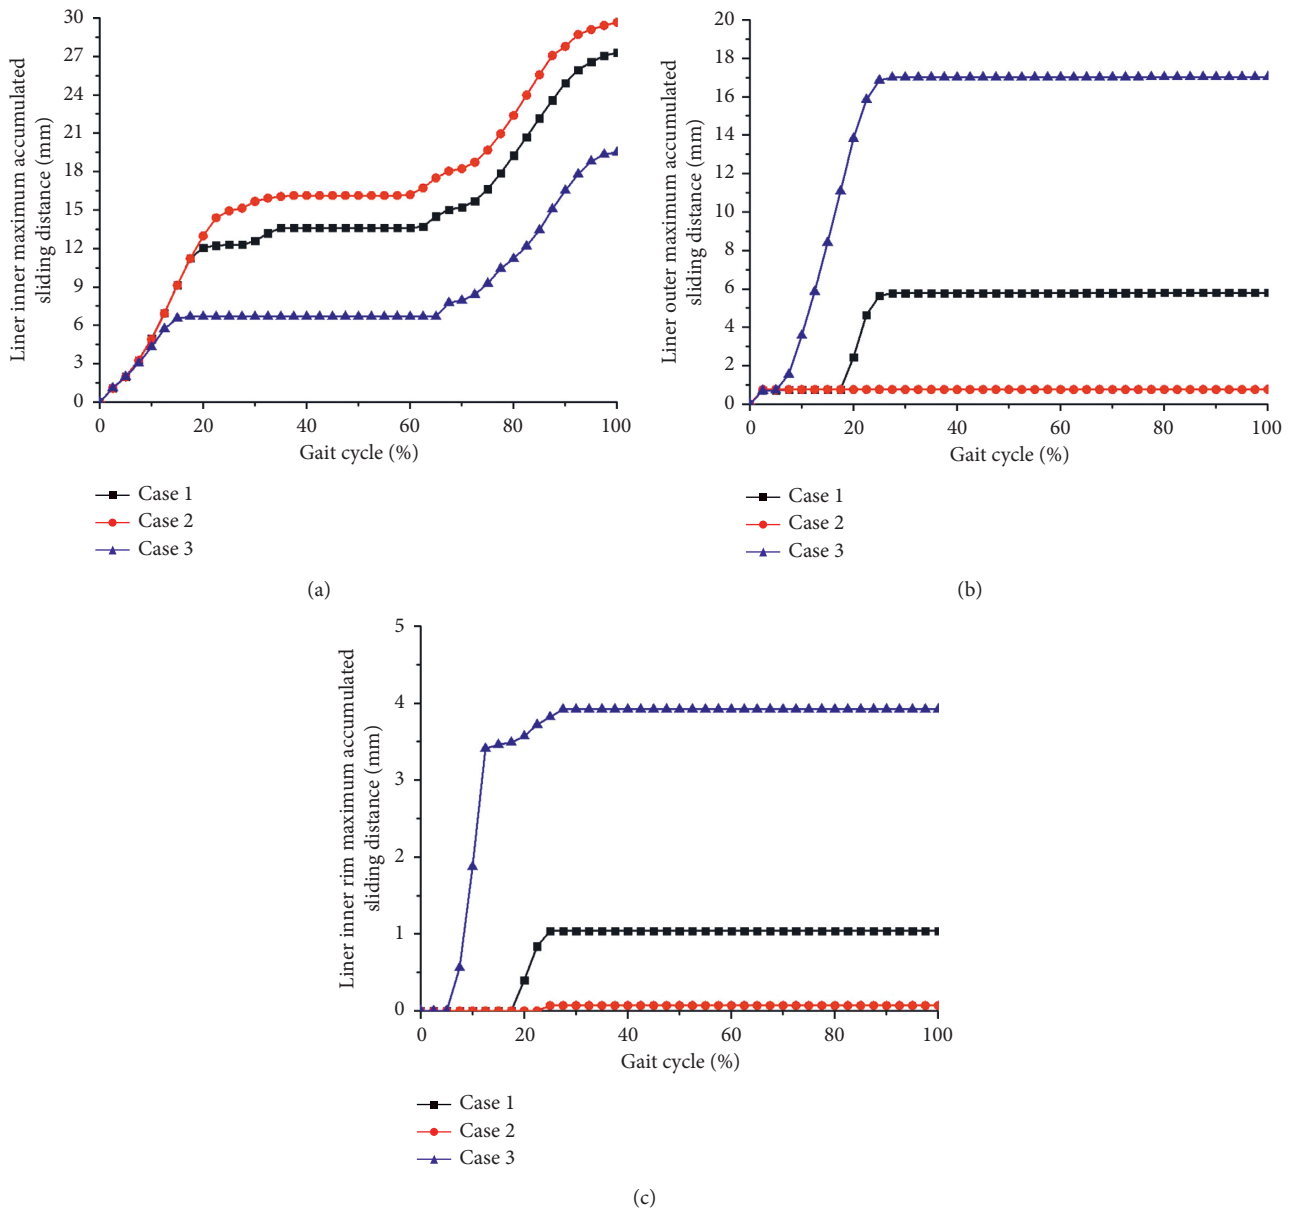 30
27
24
21
18
15
12
9
6
3
0
Liner inner maximum accumulated
sliding distance (mm)
0 20 40 60 80 100
Gait cycle (%)
Case 1
Case 2
Case 3
(a)
20
18
16
14
12
10
8
6
4
2
0
Liner outer maximum accumulated
sliding distance (mm)
0 20 40 60 80 100
Gait cycle (%)
Case 1
Case 2
Case 3
(b)
5
4
3
2
1
0
Liner inner rim maximum accumulated
sliding distance (mm)
0 20 40 60 80 100
Gait cycle (%)
Case 1
Case 2
Case 3
(c)